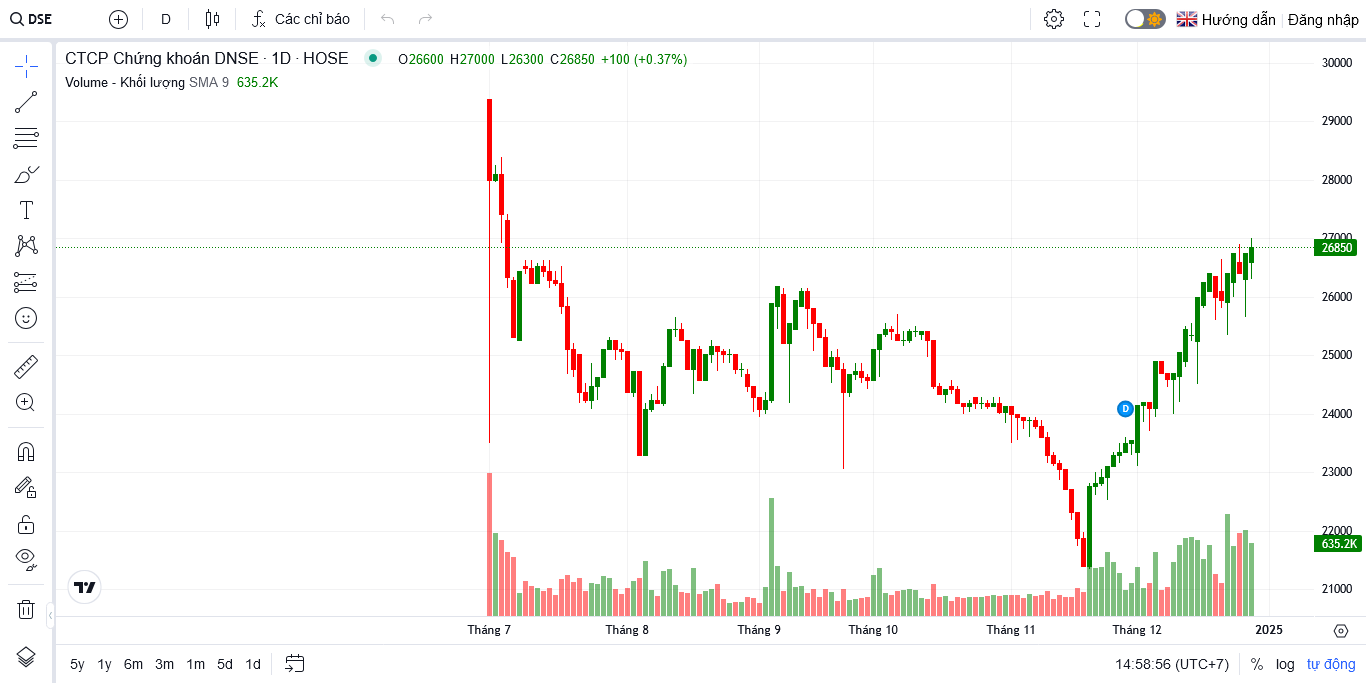 DSE D Các chỉ báo Hướng dẫn Đăng nhập
CTCP Chứng khoán DNSE · 1D · HOSE O26600 H27000 L26300 C26850 +100 (+0.37%)
Volume - Khối lượng SMA 9 635.2K
30000
29000
28000
27000
26850
26000
25000
24000
D
23000
22000
635.2K
21000
Tháng 7 Tháng 8 Tháng 9 Tháng 10 Tháng 11 Tháng 12 2025
5y 1y 6m 3m 1m 5d 1d 14:58:56 (UTC+7) % log tự động